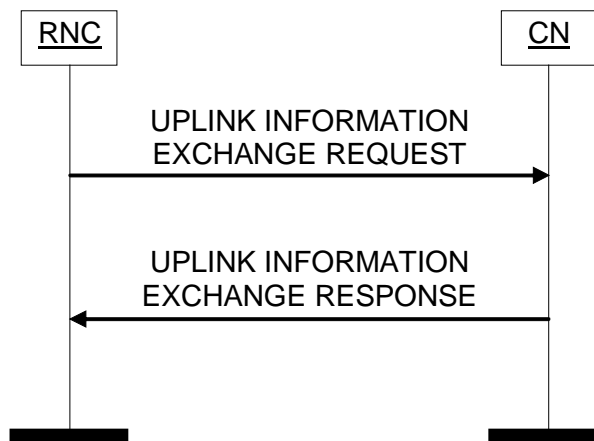 RNC
CN
UPLINK INFORMATION
EXCHANGE REQUEST
UPLINK INFORMATION
EXCHANGE RESPONSE